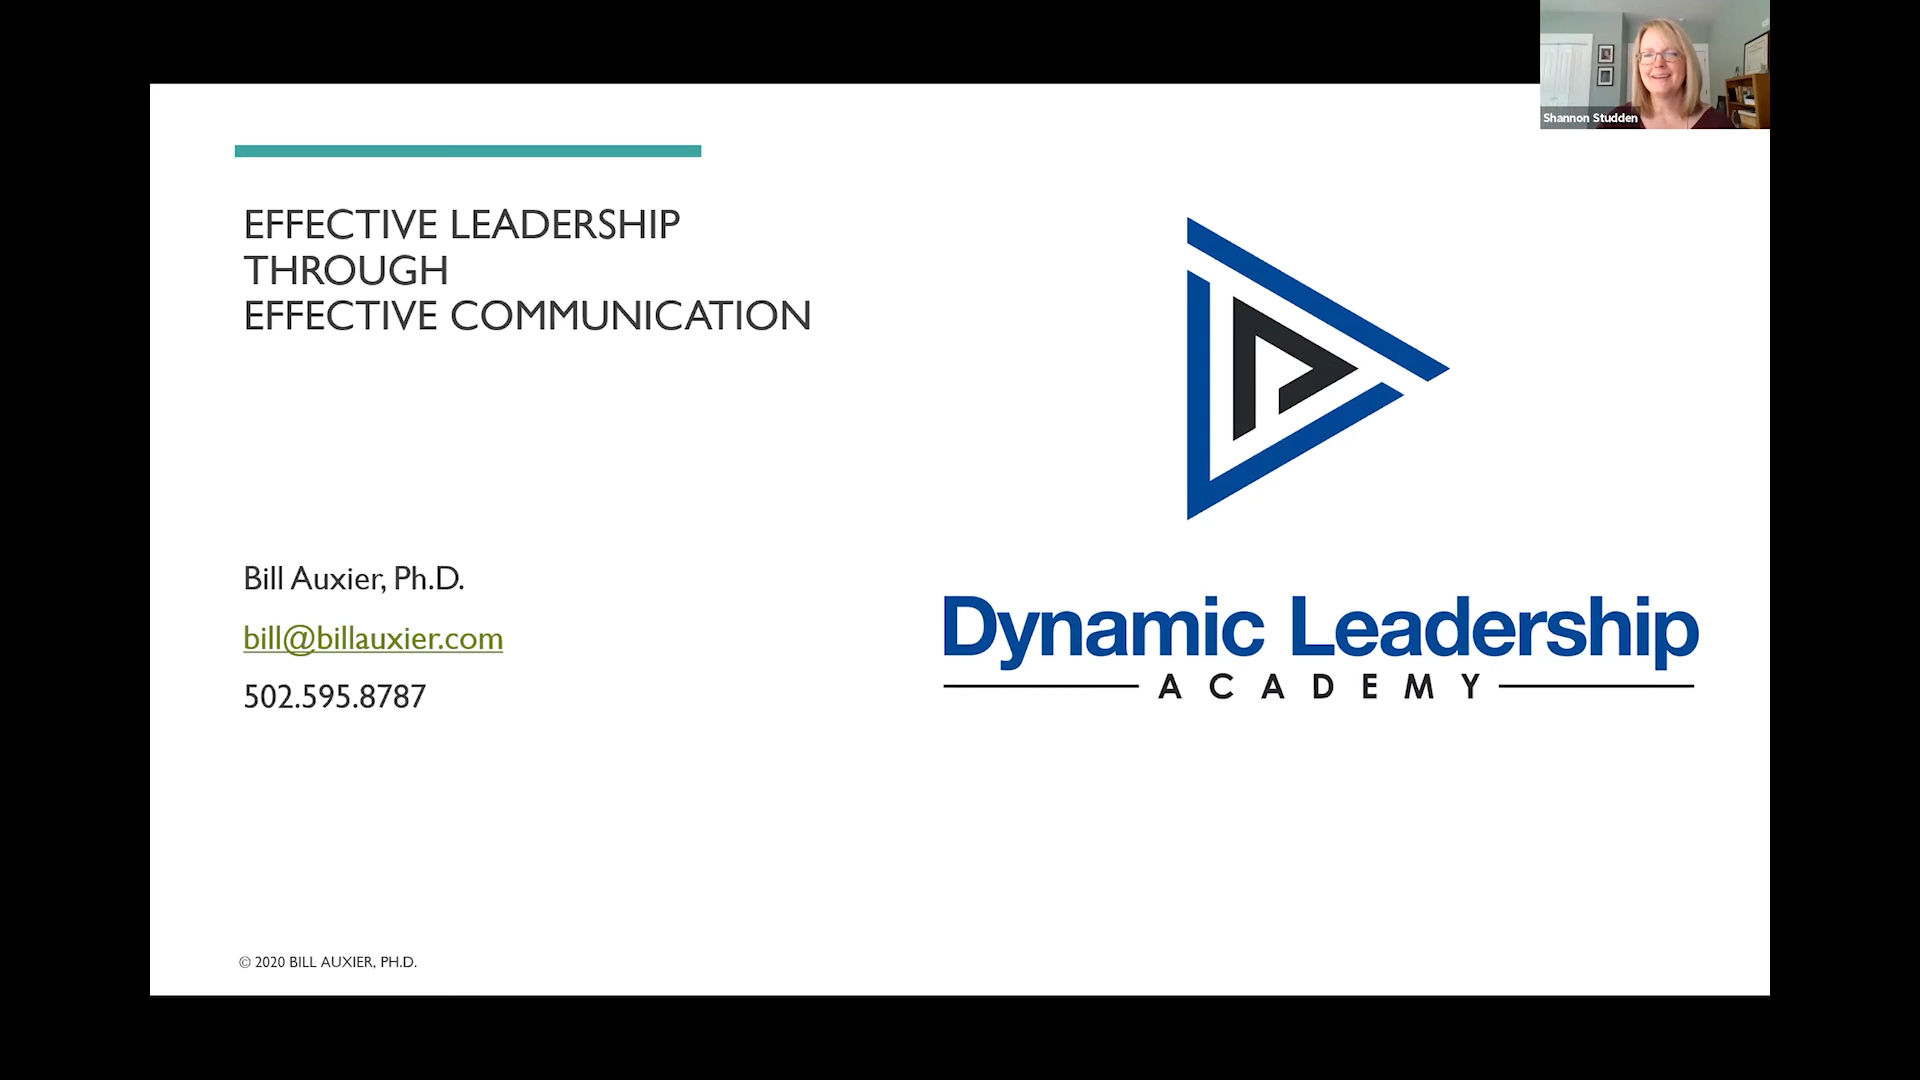 Shannon Studden
EFFECTIVE LEADERSHIP
THROUGH
EFFECTIVE COMMUNICATION
Bill Auxier, Ph.D.
bill@billauxier.com
502.595.8787
Dynamic Leadership
ACADEMY
© 2020 BILL AUXIER, PH.D.